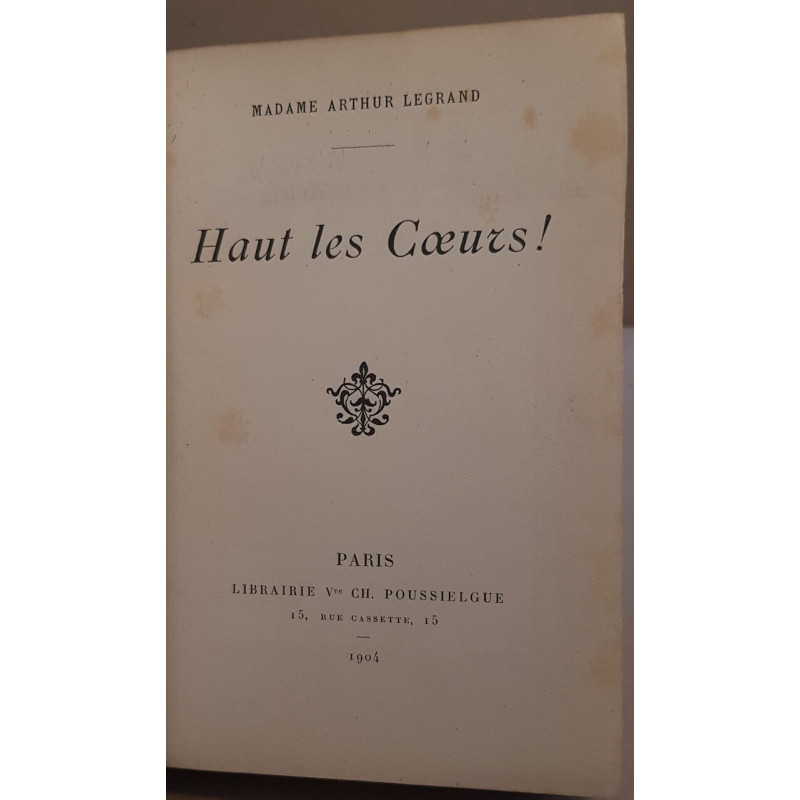 MADAME ARTHUR LEGRAND
Haut les Cœurs!
PARIS
LIBRAIRIE Vve CH. POUSSIELGUE
15, RUE CASSETTE, 15
1904